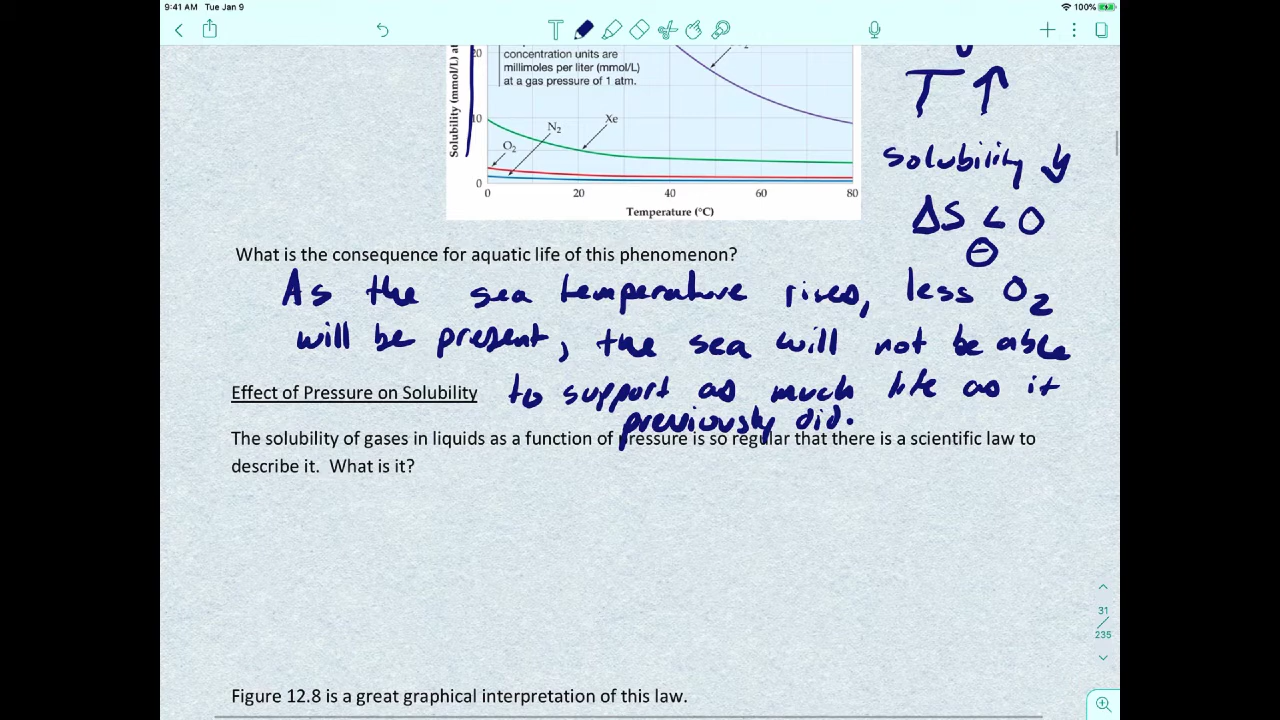 9:41 AM Tue Jan 9
100%
T
20
concentration units are
millimoles per liter (mmol/L)
at a gas pressure of 1 atm.
Solubility (mmol/L) at
10
Xe
N2
O2
0
0 20 40 60 80
Temperature (°C)
T ↑
solubility ↓
ΔS < 0
⊖
What is the consequence for aquatic life of this phenomenon?
As the sea temperature rises, less O2
will be present, the sea will not be able
Effect of Pressure on Solubility
to support as much life as it
previously did.
The solubility of gases in liquids as a function of pressure is so regular that there is a scientific law to
describe it. What is it?
31
/
235
Figure 12.8 is a great graphical interpretation of this law.